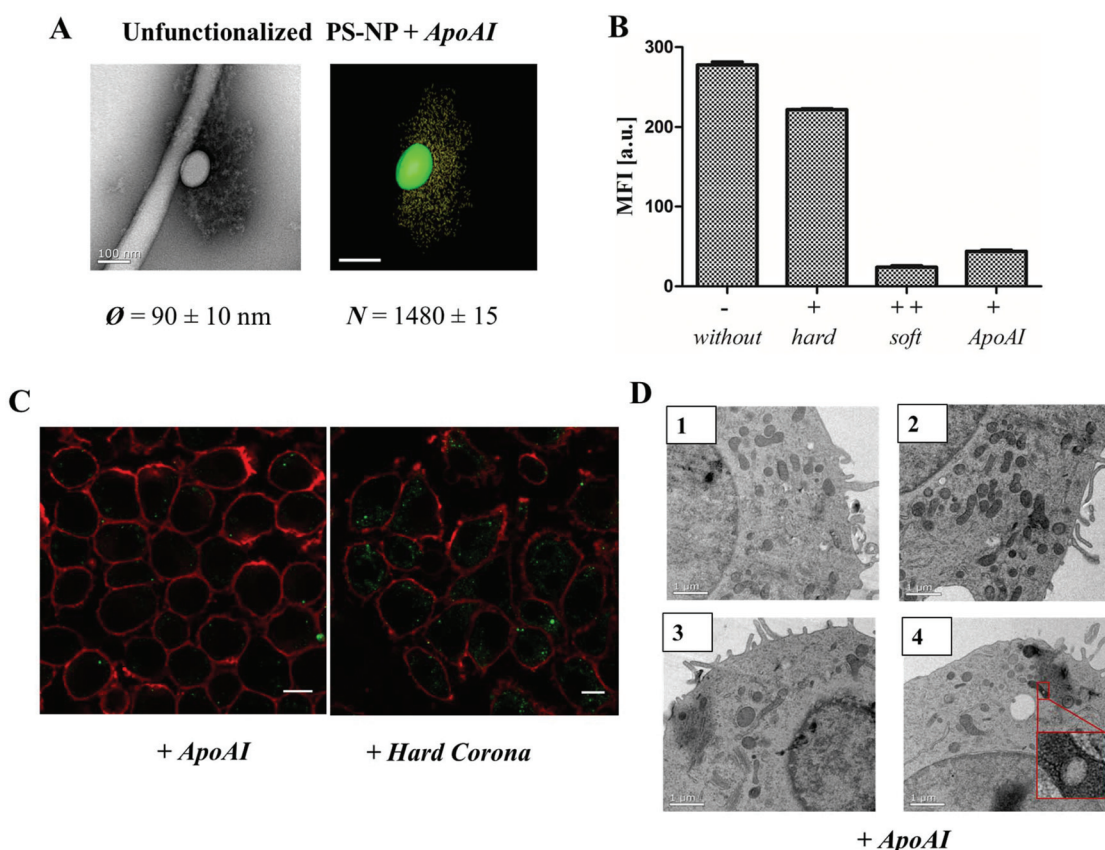 A
Unfunctionalized PS-NP + ApoAI
100 nm
Ø = 90 ± 10 nm
N = 1480 ± 15
B
MFI [a.u.]
300
200
100
0
- + ++ +
without hard soft ApoAI
C
+ ApoAI
+ Hard Corona
D
1
1 µm
2
1 µm
3
1 µm
4
1 µm
+ ApoAI